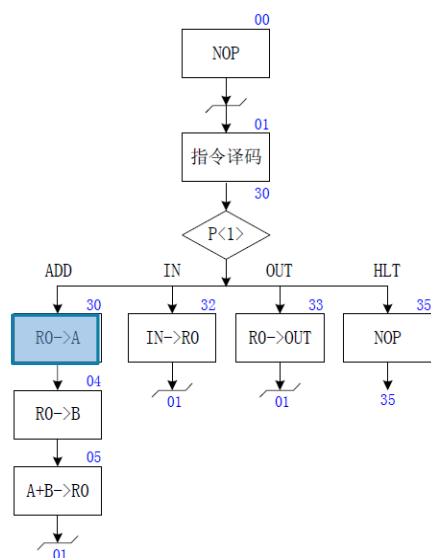 00
NOP
01
指令译码
30
P<1>
ADD IN OUT HLT
30 32 33 35
R0->A IN->R0 R0->OUT NOP
04 01 01 35
R0->B
05
A+B->R0
01